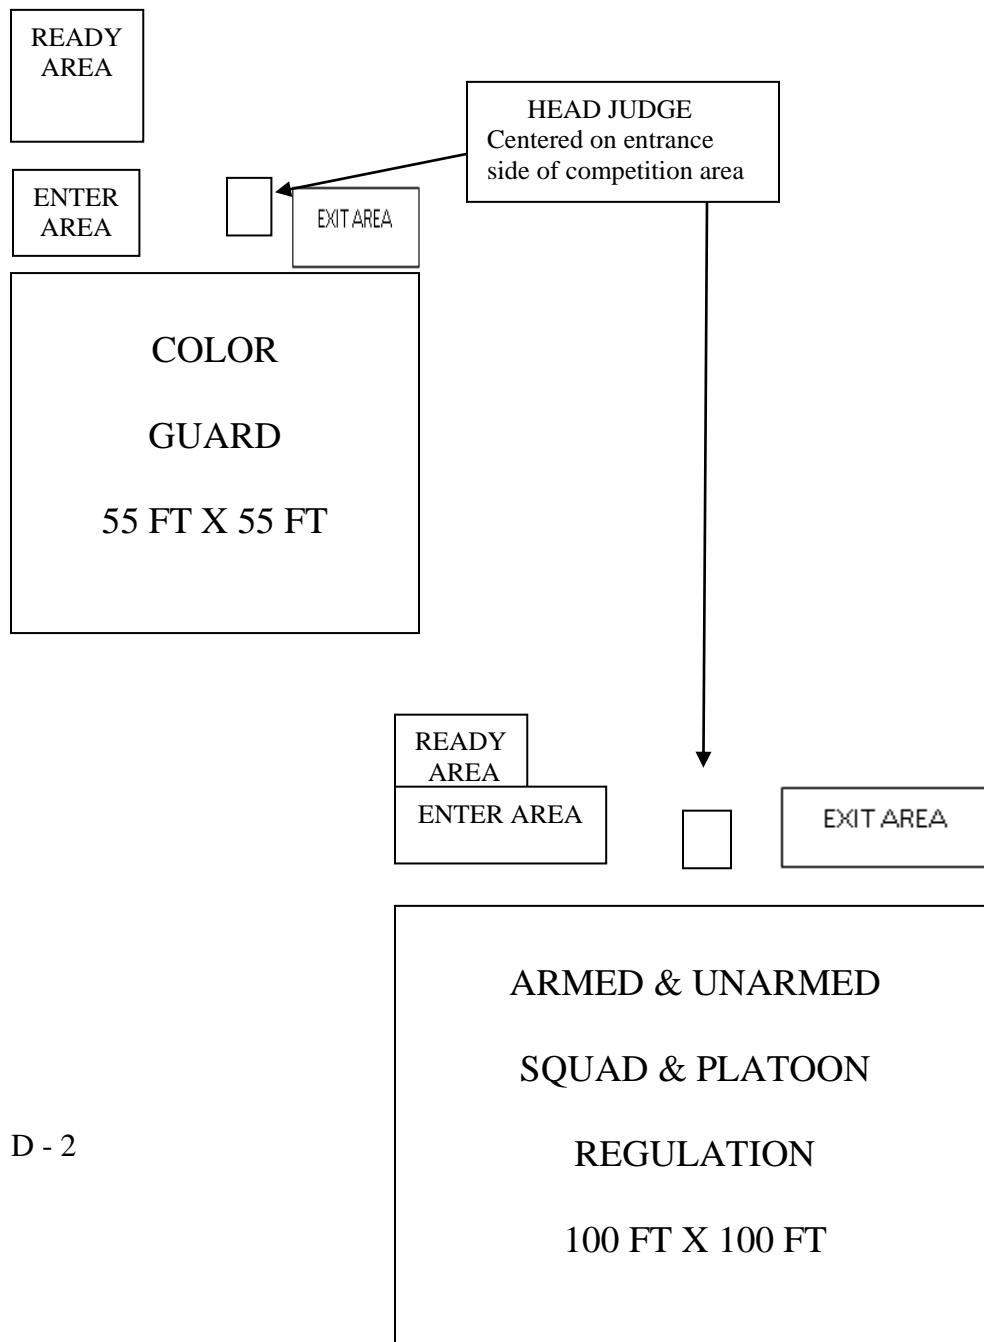 READY
AREA
HEAD JUDGE
Centered on entrance
side of competition area
ENTER
AREA
EXIT AREA
COLOR
GUARD
55 FT X 55 FT
READY
AREA
ENTER AREA
EXIT AREA
ARMED & UNARMED
SQUAD & PLATOON
REGULATION
100 FT X 100 FT
D - 2